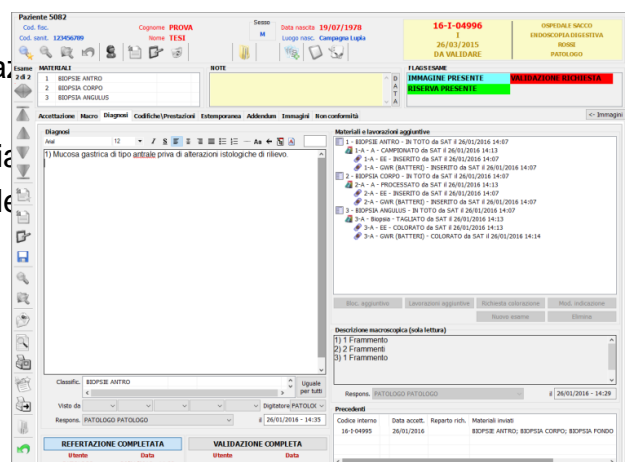 Paziente 5082
Cod. fisc.
Cognome PROVA
Sesso
M
Data nascita 19/07/1978
Cod. sanit. 123456789
Nome TESI
Luogo nasc. Campagna Lupia
16-I-04996
I
26/03/2015
DA VALIDARE
OSPEDALE SACCO
ENDOSCOPIA DIGESTIVA
ROSSI
PATOLOGO
Esame
2 di 2
MATERIALI
1 BIOPSIE ANTRO
2 BIOPSIA CORPO
3 BIOPSIA ANGULUS
NOTE
D
A
T
A
FLAGS ESAME
IMMAGINE PRESENTE
VALIDAZIONE RICHIESTA
RISERVA PRESENTE
Accettazione Macro Diagnosi Codifiche\Prestazioni Estemporanea Addendum Immagini Non conformità
<- Immagini
Diagnosi
Arial 12
1) Mucosa gastrica di tipo antrale priva di alterazioni istologiche di rilievo.
Materiali e lavorazioni aggiuntive
1 - BIOPSIE ANTRO - IN TOTO da SAT il 26/01/2016 14:07
1-A - A - CAMPIONATO da SAT il 26/01/2016 14:13
1-A - EE - INSERITO da SAT il 26/01/2016 14:07
1-A - GWR (BATTERI) - INSERITO da SAT il 26/01/2016 14:07
2 - BIOPSIA CORPO - IN TOTO da SAT il 26/01/2016 14:07
2-A - A - PROCESSATO da SAT il 26/01/2016 14:13
2-A - EE - INSERITO da SAT il 26/01/2016 14:07
2-A - GWR (BATTERI) - INSERITO da SAT il 26/01/2016 14:07
3 - BIOPSIA ANGULUS - IN TOTO da SAT il 26/01/2016 14:07
3-A - Biopsia - TAGLIATO da SAT il 26/01/2016 14:13
3-A - EE - COLORATO da SAT il 26/01/2016 14:13
3-A - GWR (BATTERI) - COLORATO da SAT il 26/01/2016 14:14
Bloc. aggiuntivo
Lavorazioni aggiuntive
Richiesta colorazione
Mod. indicazione
Nuovo esame
Elimina
Descrizione macroscopica (sola lettura)
1) 1 Frammento
2) 2 Frammenti
3) 1 Frammento
Classific. BIOPSIE ANTRO
Uguale
per tutti
Visto da
Digitatore PATOLOC
Respons. PATOLOGO PATOLOGO
il 26/01/2016 - 14:35
Respons. PATOLOGO PATOLOGO
il 26/01/2016 - 14:29
Precedenti
Codice interno Data accett. Reparto rich. Materiali inviati
16-I-04995 26/01/2016 BIOPSIE ANTRO; BIOPSIA CORPO; BIOPSIA FONDO
REFERTAZIONE COMPLETATA
VALIDAZIONE COMPLETA
Utente Data
Utente Data